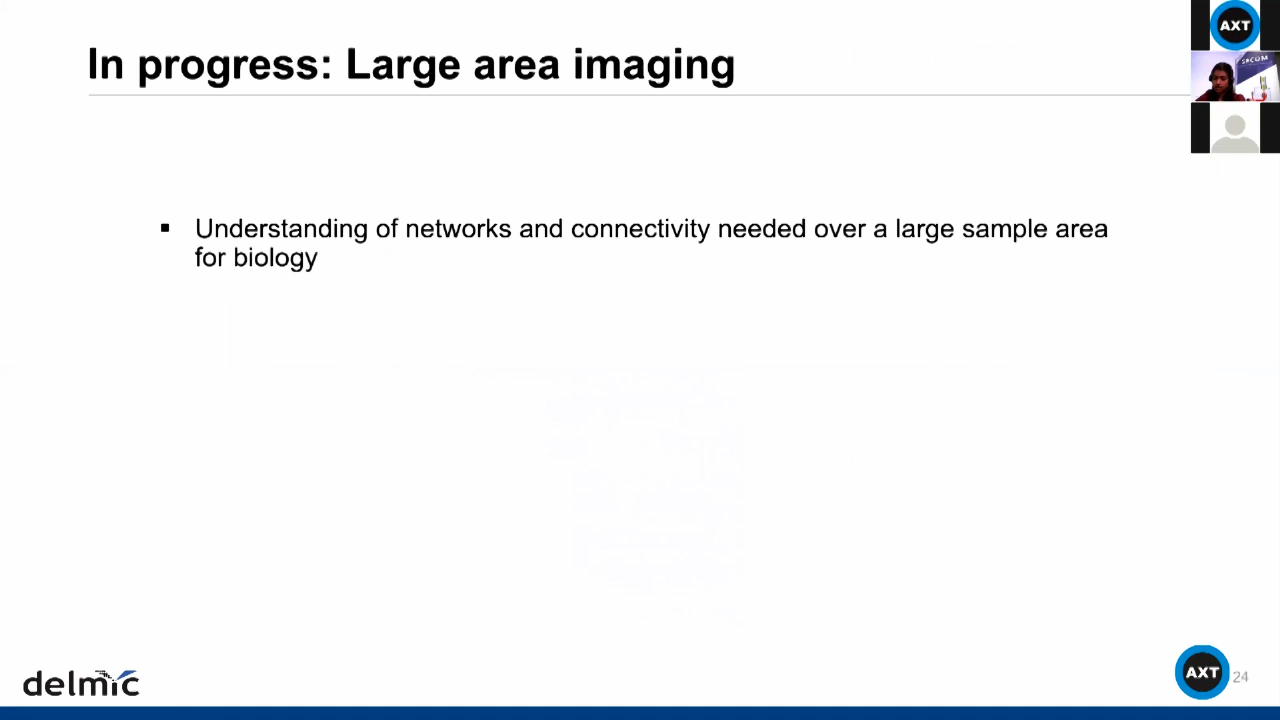 In progress: Large area imaging
AXT
SECOM
▪ Understanding of networks and connectivity needed over a large sample area
for biology
delmic
AXT
24